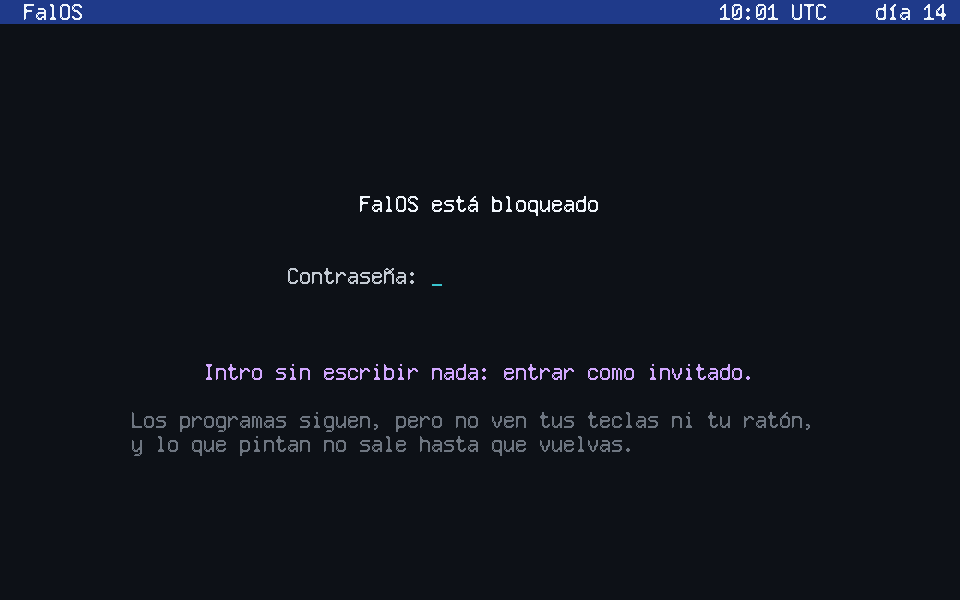 FalOS 10:01 UTC día 14
FalOS está bloqueado
Contraseña: _
Intro sin escribir nada: entrar como invitado.
Los programas siguen, pero no ven tus teclas ni tu ratón,
y lo que pintan no sale hasta que vuelvas.